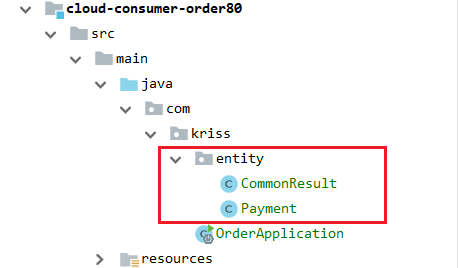 cloud-consumer-order80
src
main
java
com
kriss
entity
CommonResult
Payment
OrderApplication
resources